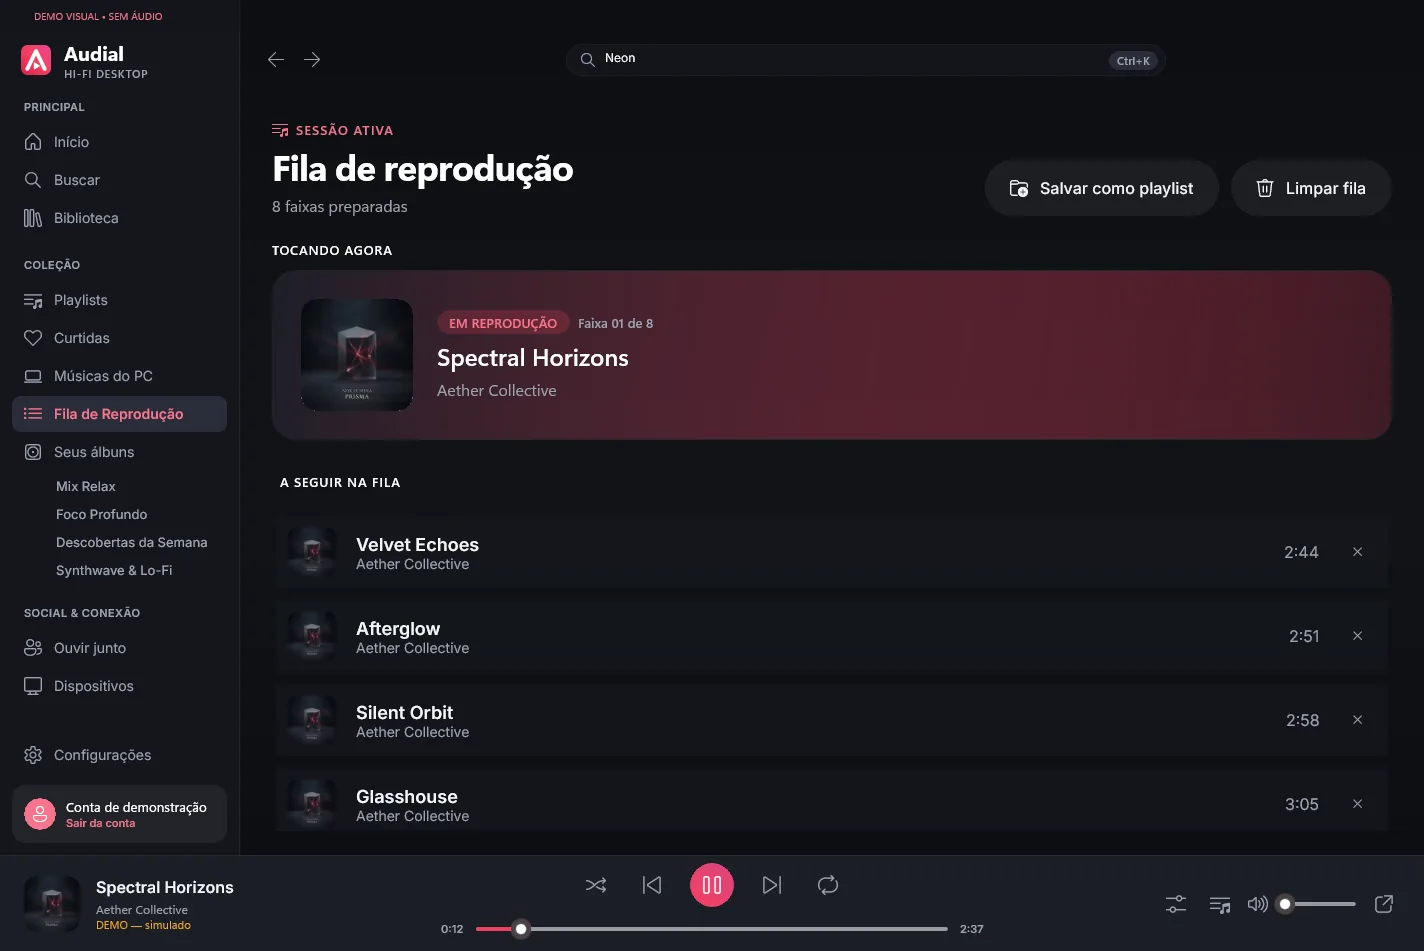 DEMO VISUAL • SEM ÁUDIO
Audial
HI-FI DESKTOP
PRINCIPAL
Início
Buscar
Biblioteca
COLEÇÃO
Playlists
Curtidas
Músicas do PC
Fila de Reprodução
Seus álbuns
Mix Relax
Foco Profundo
Descobertas da Semana
Synthwave & Lo-Fi
SOCIAL & CONEXÃO
Ouvir junto
Dispositivos
Configurações
Conta de demonstração
Sair da conta
Neon
Ctrl+K
SESSÃO ATIVA
Fila de reprodução
8 faixas preparadas
Salvar como playlist
Limpar fila
TOCANDO AGORA
PRISMA
EM REPRODUÇÃO Faixa 01 de 8
Spectral Horizons
Aether Collective
A SEGUIR NA FILA
Velvet Echoes
Aether Collective
2:44
Afterglow
Aether Collective
2:51
Silent Orbit
Aether Collective
2:58
Glasshouse
Aether Collective
3:05
Spectral Horizons
Aether Collective
DEMO — simulado
0:12
2:37